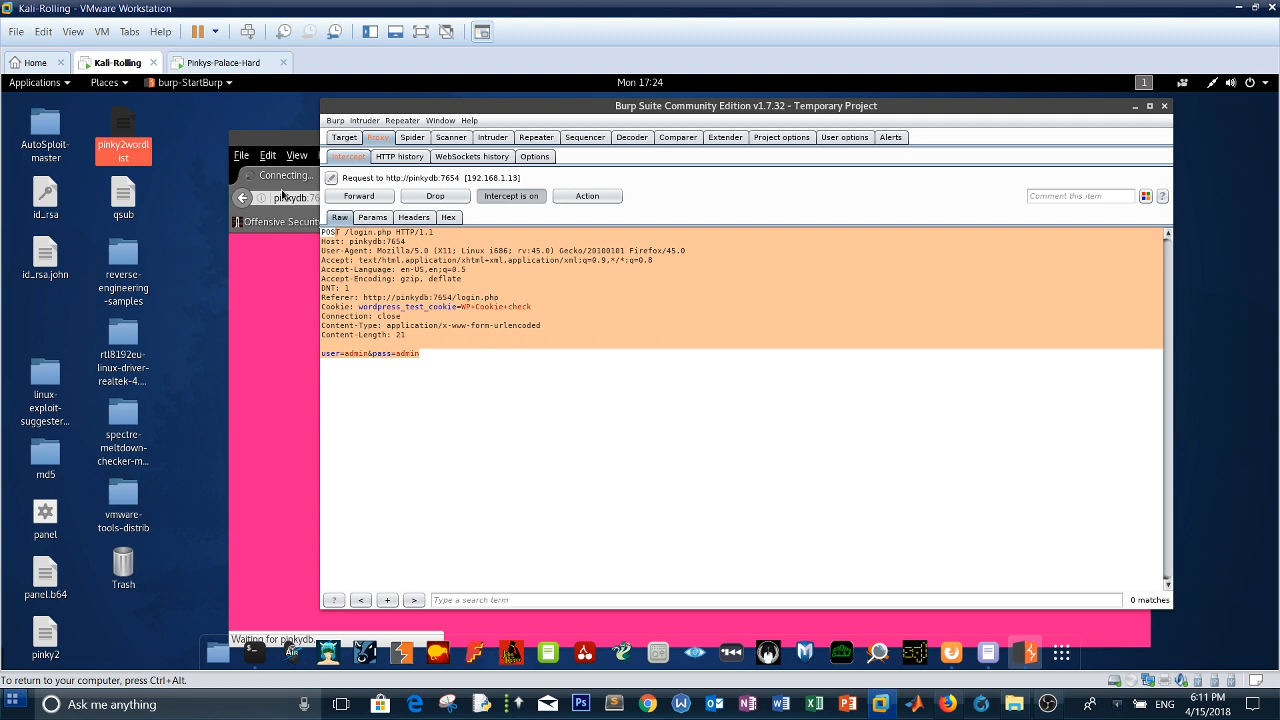 Kali-Rolling - VMware Workstation
File Edit View VM Tabs Help
Home Kali-Rolling Pinkys-Palace-Hard
Applications Places burp-StartBurp Mon 17:24 1
Burp Suite Community Edition v1.7.32 - Temporary Project
Burp Intruder Repeater Window Help
Target Proxy Spider Scanner Intruder Repeater Sequencer Decoder Comparer Extender Project options User options Alerts
Intercept HTTP history WebSockets history Options
Request to http://pinkydb:7654 [192.168.1.13]
Forward Drop Intercept is on Action Comment this item ?
Raw Params Headers Hex
POST /login.php HTTP/1.1
Host: pinkydb:7654
User-Agent: Mozilla/5.0 (X11; Linux i686; rv:45.0) Gecko/20100101 Firefox/45.0
Accept: text/html,application/xhtml+xml,application/xml;q=0.9,*/*;q=0.8
Accept-Language: en-US,en;q=0.5
Accept-Encoding: gzip, deflate
DNT: 1
Referer: http://pinkydb:7654/login.php
Cookie: wordpress_test_cookie=WP+Cookie+check
Connection: close
Content-Type: application/x-www-form-urlencoded
Content-Length: 21
user=admin&pass=admin
? < + > Type a search term 0 matches
File Edit View
Connecting...
pinkydb:76
Offensive Security
Waiting for pinkydb.
AutoSploit-
master
pinky2wordl
ist
id_rsa
qsub
id_rsa.john
reverse-
engineering
-samples
linux-
exploit-
suggester...
rtl8192eu-
linux-driver-
realtek-4....
md5
spectre-
meltdown-
checker-m...
panel
vmware-
tools-distrib
panel.b64
Trash
pinky2
To return to your computer, press Ctrl+Alt.
Ask me anything
ENG
6:11 PM
4/15/2018